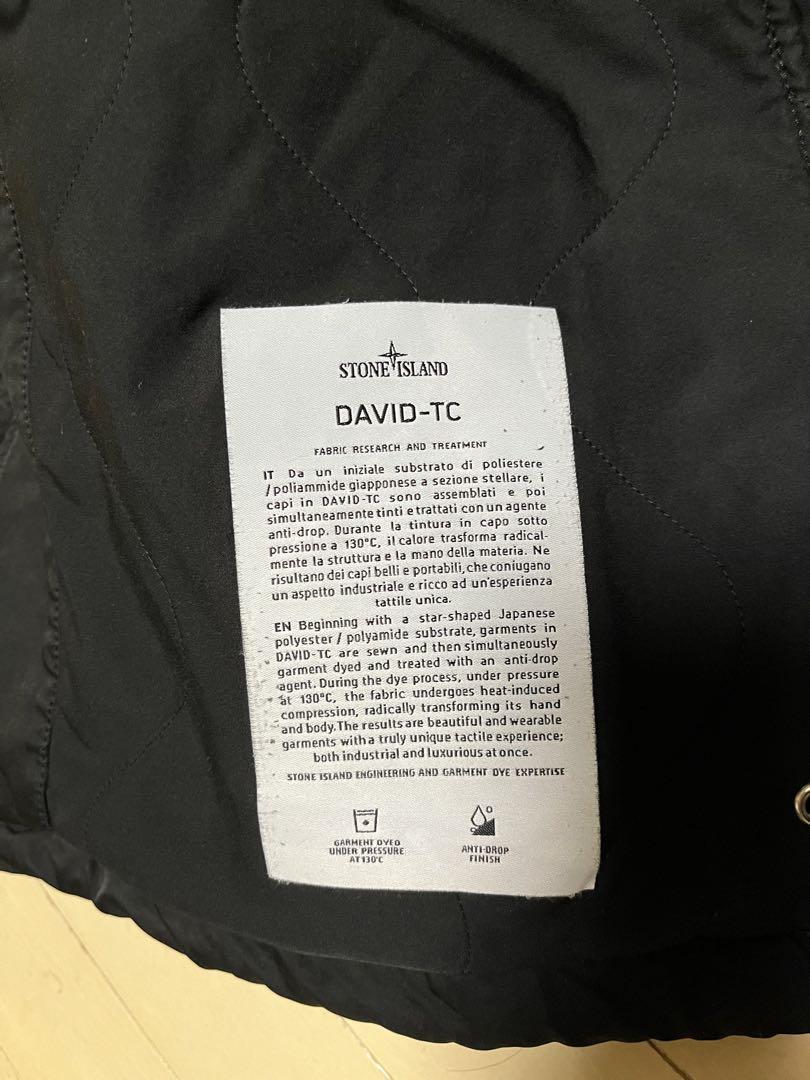 STONE ISLAND
DAVID-TC
FABRIC RESEARCH AND TREATMENT
IT Da un iniziale substrato di poliestere
/poliammide giapponese a sezione stellare, i
capi in DAVID-TC sono assemblati e poi
simultaneamente tinti e trattati con un agente
anti-drop. Durante la tintura in capo sotto
pressione a 130°C, il calore trasforma radical-
mente la struttura e la mano della materia. Ne
risultano dei capi belli e portabili, che coniugano
un aspetto industriale e ricco ad un'esperienza
tattile unica.
EN Beginning with a star-shaped Japanese
polyester / polyamide substrate, garments in
DAVID-TC are sewn and then simultaneously
garment dyed and treated with an anti-drop
agent. During the dye process, under pressure
at 130°C, the fabric undergoes heat-induced
compression, radically transforming its hand
and body. The results are beautiful and wearable
garments with a truly unique tactile experience;
both industrial and luxurious at once.
STONE ISLAND ENGINEERING AND GARMENT DYE EXPERTISE
GARMENT DYED
UNDER PRESSURE
AT 130°C
ANTI-DROP
FINISH